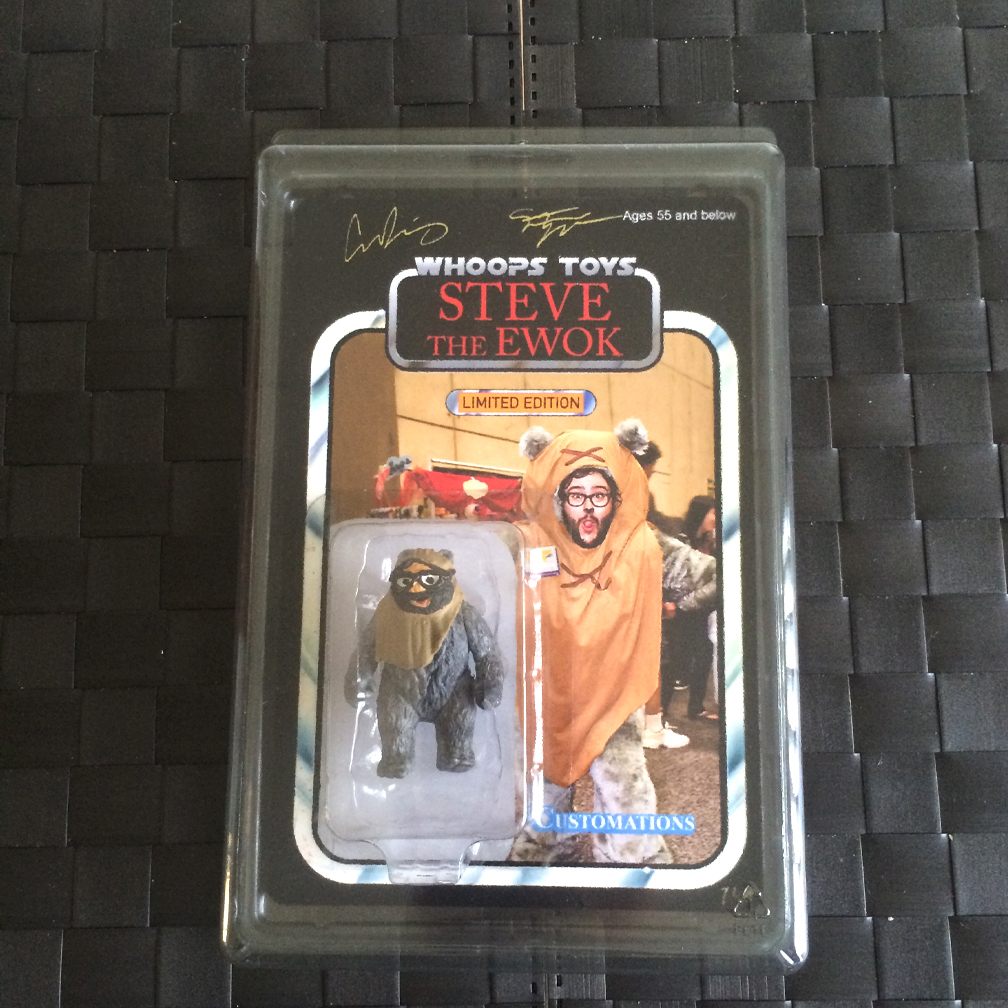 Ages 55 and below
WHOOPS TOYS
STEVE
THE EWOK
LIMITED EDITION
CUSTOMATIONS